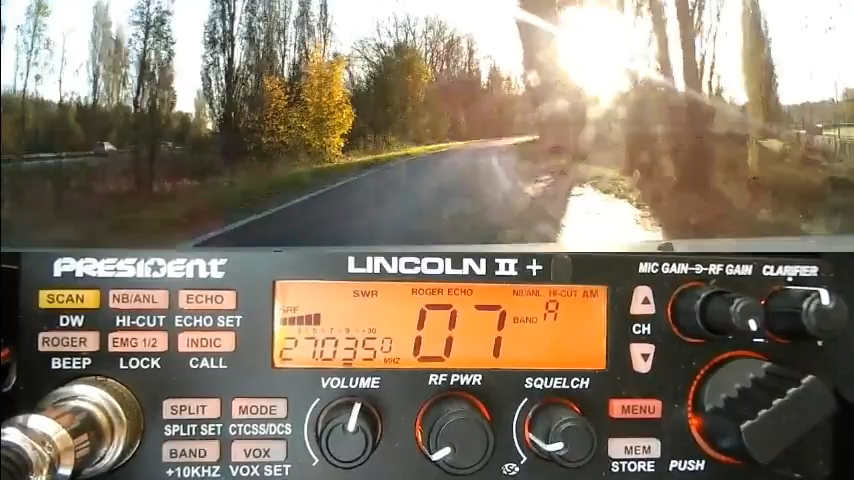 PRESIDENT LINCOLN II +
MIC GAIN RF GAIN CLARIFIER
SCAN NB/ANL ECHO
DW HI-CUT ECHO SET
ROGER EMG 1/2 INDIC
BEEP LOCK CALL
SWR ROGER ECHO NB/ANL HI-CUT AM
SRF
27.0350 MHZ 07 BAND A
CH
VOLUME RF PWR SQUELCH
SPLIT MODE
SPLIT SET CTCSS/DCS
BAND VOX
+10KHZ VOX SET
ASC
MENU
MEM
STORE
PUSH